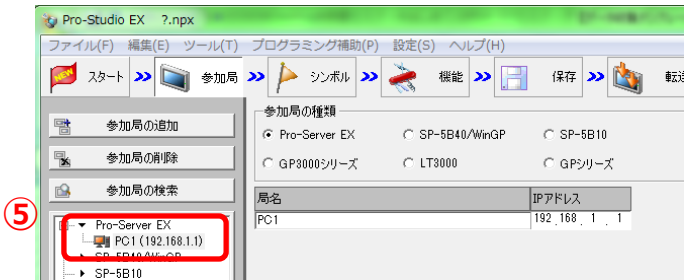 Pro-Studio EX ?.npx
ファイル(F) 編集(E) ツール(T) プログラミング補助(P) 設定(S) ヘルプ(H)
NEW スタート 参加局 シンボル 機能 保存 転送
参加局の追加
参加局の削除
参加局の検索
参加局の種類
Pro-Server EX SP-5B40/WinGP SP-5B10
GP3000シリーズ LT3000 GPシリーズ
局名 IPアドレス
PC1 192.168.1.1
⑤
Pro-Server EX
PC1 (192.168.1.1)
SP-5B40/WinGP
SP-5B10